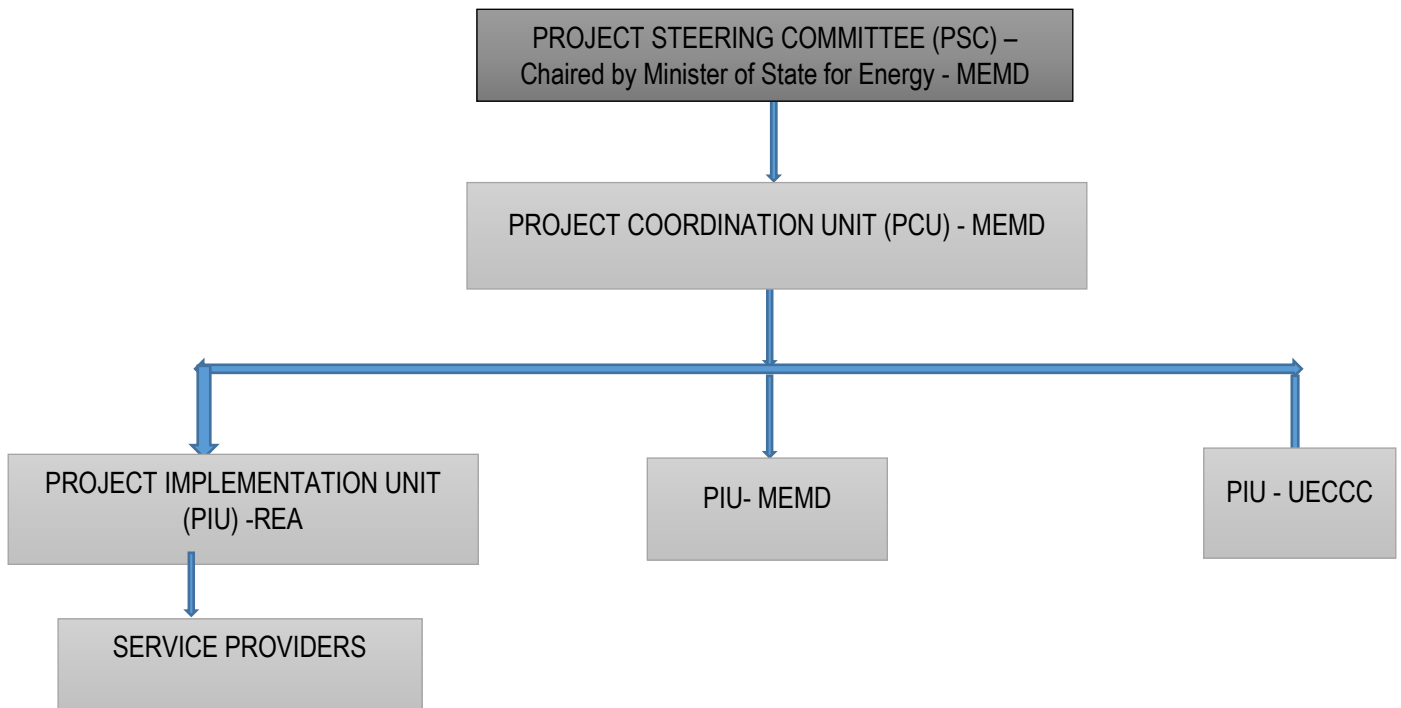 PROJECT STEERING COMMITTEE (PSC) –
Chaired by Minister of State for Energy - MEMD
PROJECT COORDINATION UNIT (PCU) - MEMD
PROJECT IMPLEMENTATION UNIT
(PIU) -REA
PIU- MEMD
PIU - UECCC
SERVICE PROVIDERS